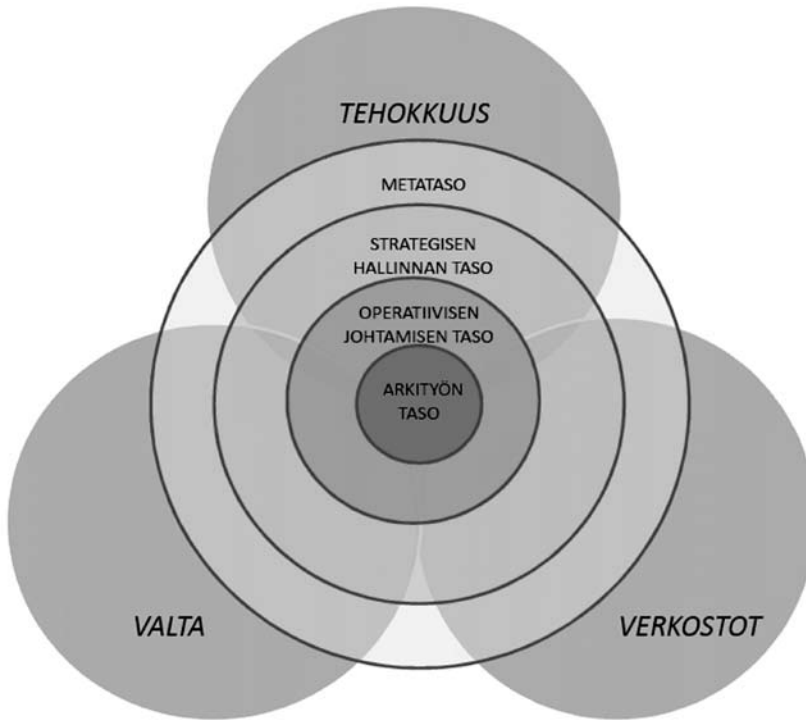 TEHOKKUUS
METATASO
STRATEGISEN
HALLINNAN TASO
OPERATIIVISEN
JOHTAMISEN TASO
ARKITYÖN
TASO
VALTA
VERKOSTOT